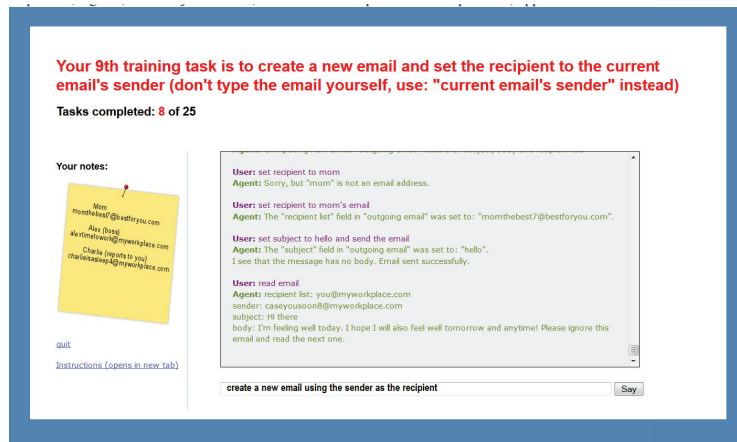 Your 9th training task is to create a new email and set the recipient to the current
email's sender (don't type the email yourself, use: "current email's sender" instead)
Tasks completed: 8 of 25
Your notes:
Mom
momthebest7@bestforyou.com
Alex (boss)
alextimetowork@myworkplace.com
Charlie (reports to you)
charlieisasleep4@myworkplace.com
quit
Instructions (opens in new tab)
User: set recipient to mom
Agent: Sorry, but "mom" is not an email address.
User: set recipient to mom's email
Agent: The "recipient list" field in "outgoing email" was set to: "momthebest7@bestforyou.com".
User: set subject to hello and send the email
Agent: The "subject" field in "outgoing email" was set to: "hello".
I see that the message has no body. Email sent successfully.
User: read email
Agent: recipient list: you@myworkplace.com
sender: caseyousoon8@myworkplace.com
subject: Hi there
body: I'm feeling well today. I hope I will also feel well tomorrow and anytime! Please ignore this
email and read the next one.
create a new email using the sender as the recipient
Say